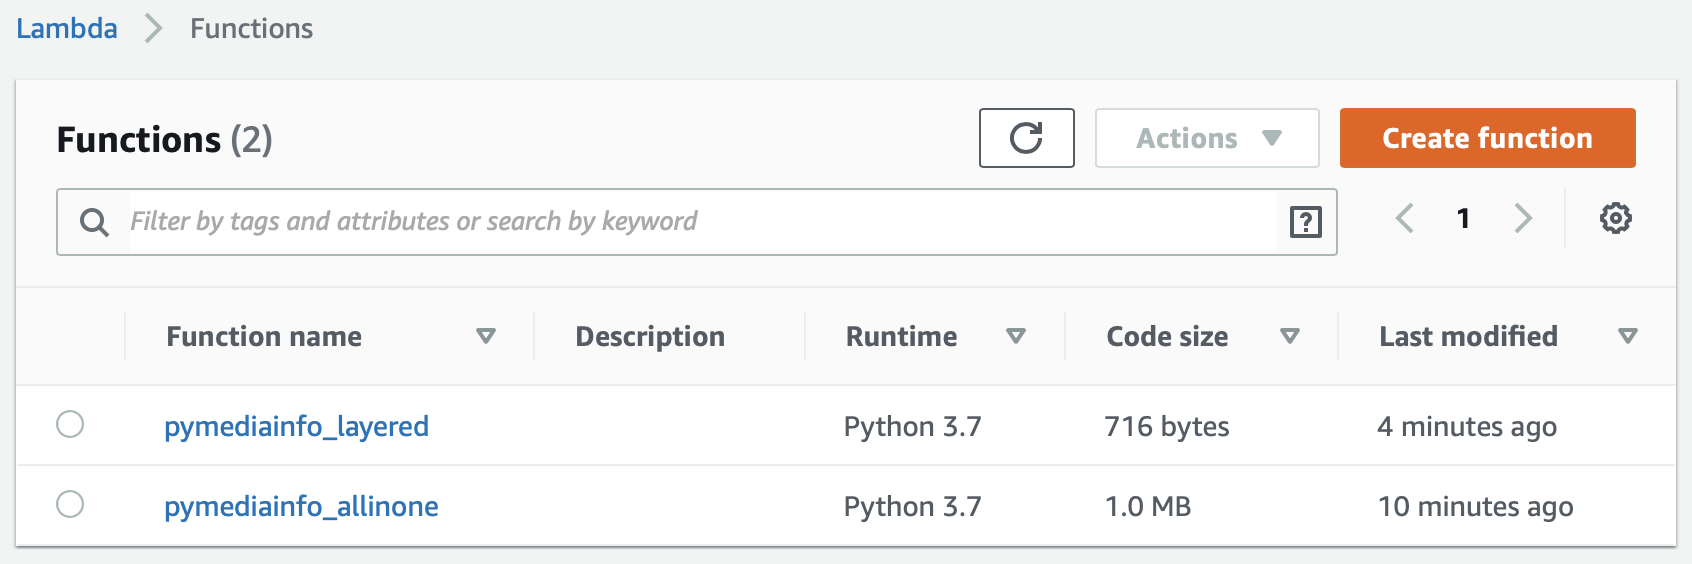 Lambda > Functions
Functions (2)
Actions
Create function
Filter by tags and attributes or search by keyword
?
1
Function name Description Runtime Code size Last modified
pymediainfo_layered Python 3.7 716 bytes 4 minutes ago
pymediainfo_allinone Python 3.7 1.0 MB 10 minutes ago